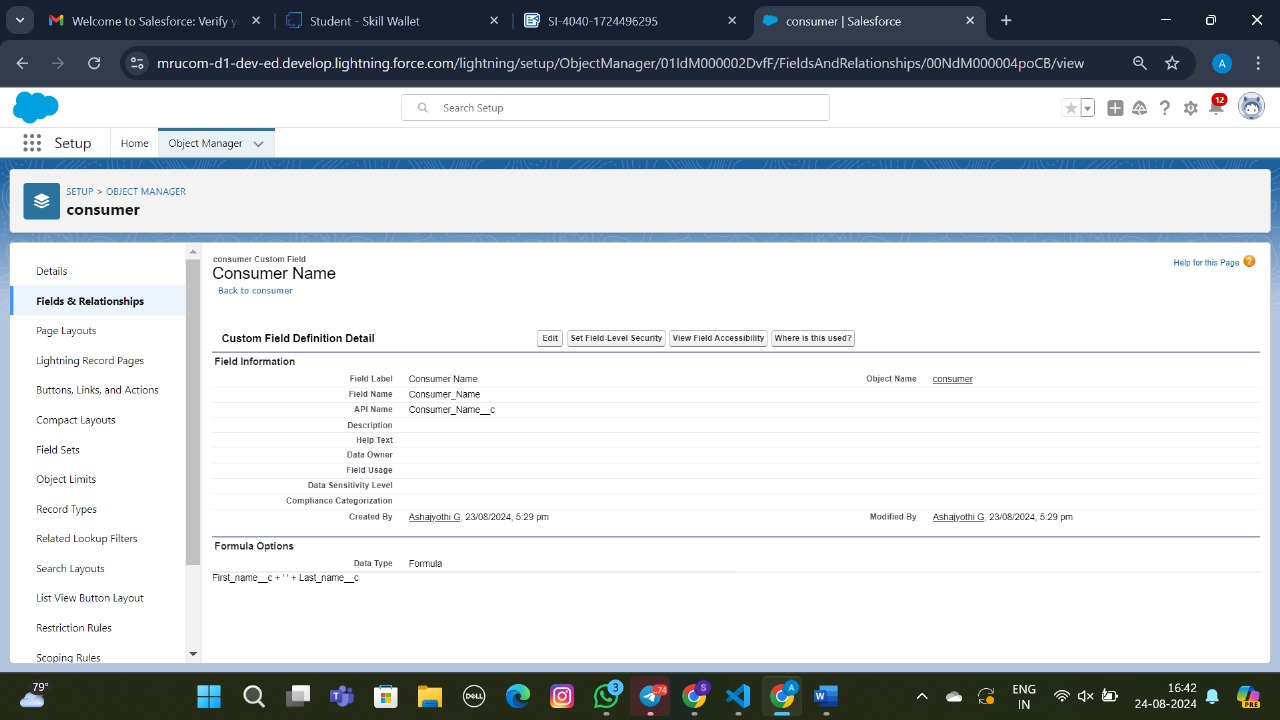 Welcome to Salesforce: Verify y
Student - Skill Wallet
SI-4040-1724496295
consumer | Salesforce
mrucom-d1-dev-ed.develop.lightning.force.com/lightning/setup/ObjectManager/01IdM000002DvfF/FieldsAndRelationships/00NdM000004poCB/view
A
Search Setup
12
Setup
Home
Object Manager
SETUP > OBJECT MANAGER
consumer
Details
Fields & Relationships
Page Layouts
Lightning Record Pages
Buttons, Links, and Actions
Compact Layouts
Field Sets
Object Limits
Record Types
Related Lookup Filters
Search Layouts
List View Button Layout
Restriction Rules
Scoping Rules
consumer Custom Field
Consumer Name
Back to consumer
Help for this Page
Custom Field Definition Detail
Edit
Set Field-Level Security
View Field Accessibility
Where is this used?
Field Information
Field Label Consumer Name Object Name consumer
Field Name Consumer_Name
API Name Consumer_Name__c
Description
Help Text
Data Owner
Field Usage
Data Sensitivity Level
Compliance Categorization
Created By Ashajyothi G, 23/08/2024, 5:29 pm Modified By Ashajyothi G, 23/08/2024, 5:29 pm
Formula Options
Data Type Formula
First_name__c + ' ' + Last_name__c
79°
DELL
3
74
S
A
ENG
IN
16:42
24-08-2024
PRE